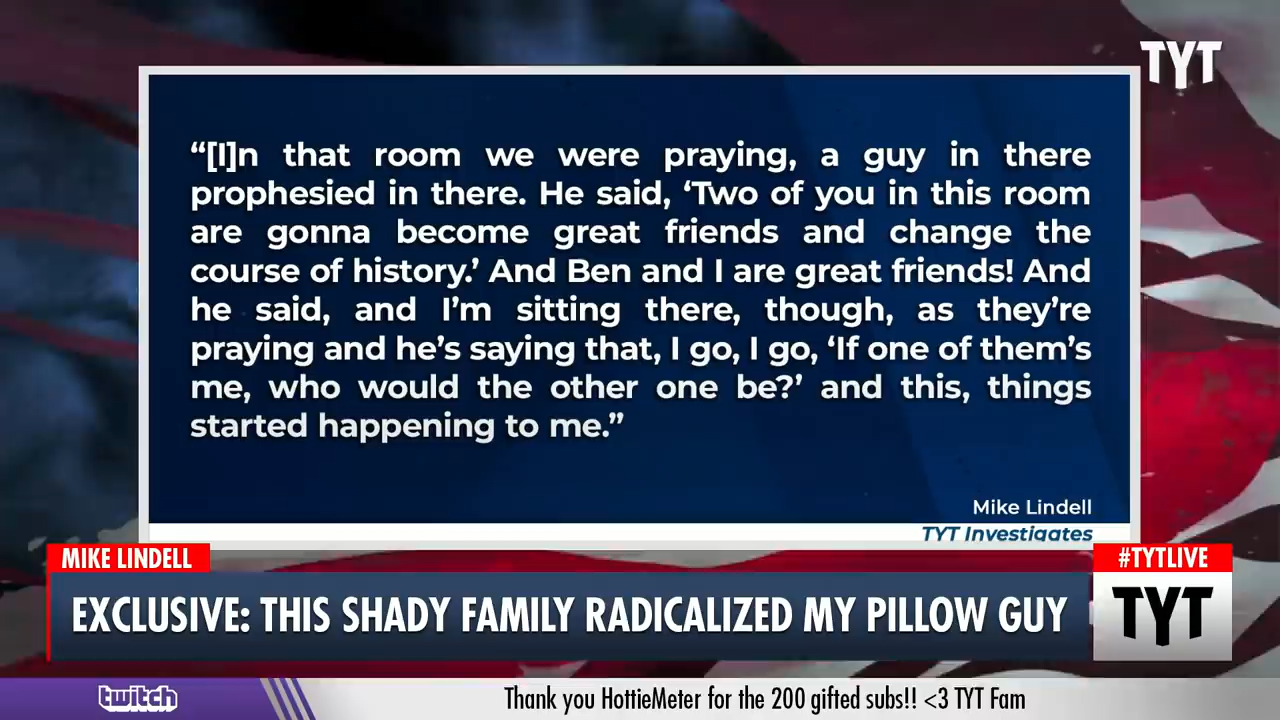 TYT
“[I]n that room we were praying, a guy in there
prophesied in there. He said, ‘Two of you in this room
are gonna become great friends and change the
course of history.’ And Ben and I are great friends! And
he said, and I’m sitting there, though, as they’re
praying and he’s saying that, I go, I go, ‘If one of them’s
me, who would the other one be?’ and this, things
started happening to me.”
Mike Lindell
TYT Investigates
MIKE LINDELL
#TYTLIVE
EXCLUSIVE: THIS SHADY FAMILY RADICALIZED MY PILLOW GUY
TYT
twitch
Thank you HottieMeter for the 200 gifted subs!! <3 TYT Fam